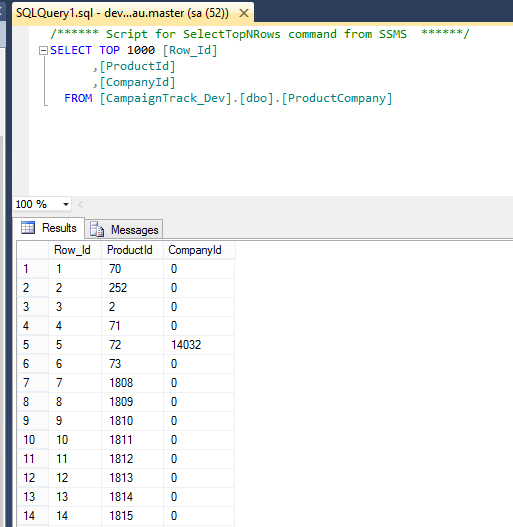 SQLQuery1.sql - dev...au.master (sa (52))
/****** Script for SelectTopNRows command from SSMS  ******/
SELECT TOP 1000 [Row_Id]
,[ProductId]
,[CompanyId]
FROM [CampaignTrack_Dev].[dbo].[ProductCompany]
100 %
Results Messages
Row_Id ProductId CompanyId
1 1 70 0
2 2 252 0
3 3 2 0
4 4 71 0
5 5 72 14032
6 6 73 0
7 7 1808 0
8 8 1809 0
9 9 1810 0
10 10 1811 0
11 11 1812 0
12 12 1813 0
13 13 1814 0
14 14 1815 0